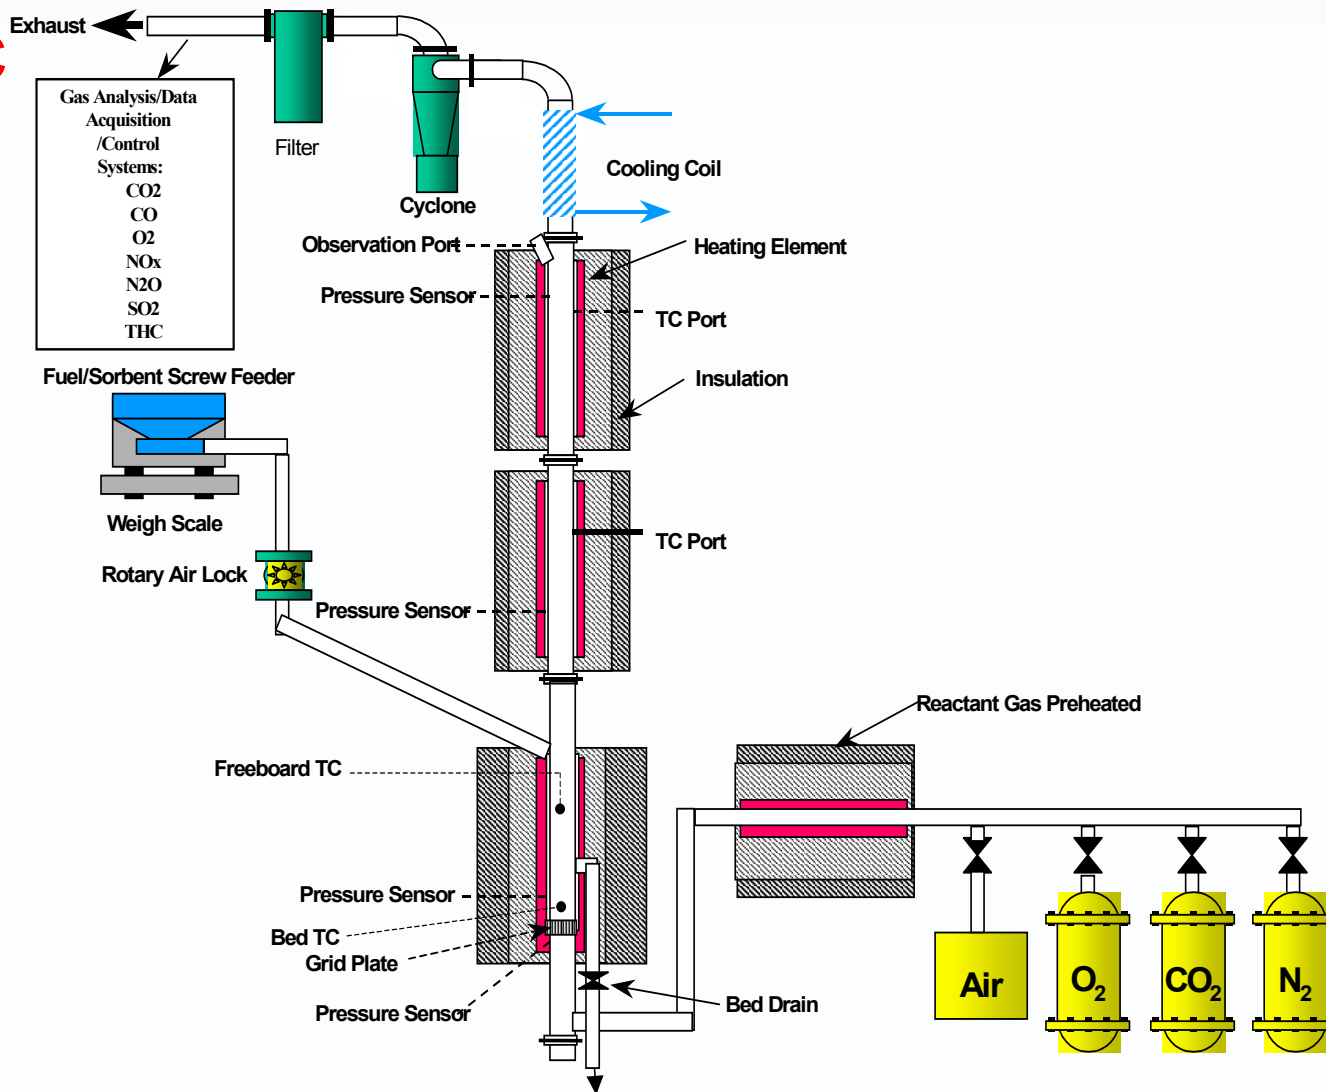 Exhaust
C
Gas Analysis/Data
Acquisition
/Control
Systems:
CO2
CO
O2
NOx
N2O
SO2
THC
Filter
Cyclone
Cooling Coil
Observation Port
Heating Element
Pressure Sensor
TC Port
Insulation
Fuel/Sorbent Screw Feeder
Weigh Scale
Rotary Air Lock
TC Port
Pressure Sensor
Reactant Gas Preheated
Freeboard TC
Pressure Sensor
Bed TC
Grid Plate
Pressure Sensor
Bed Drain
Air
O₂
CO₂
N₂